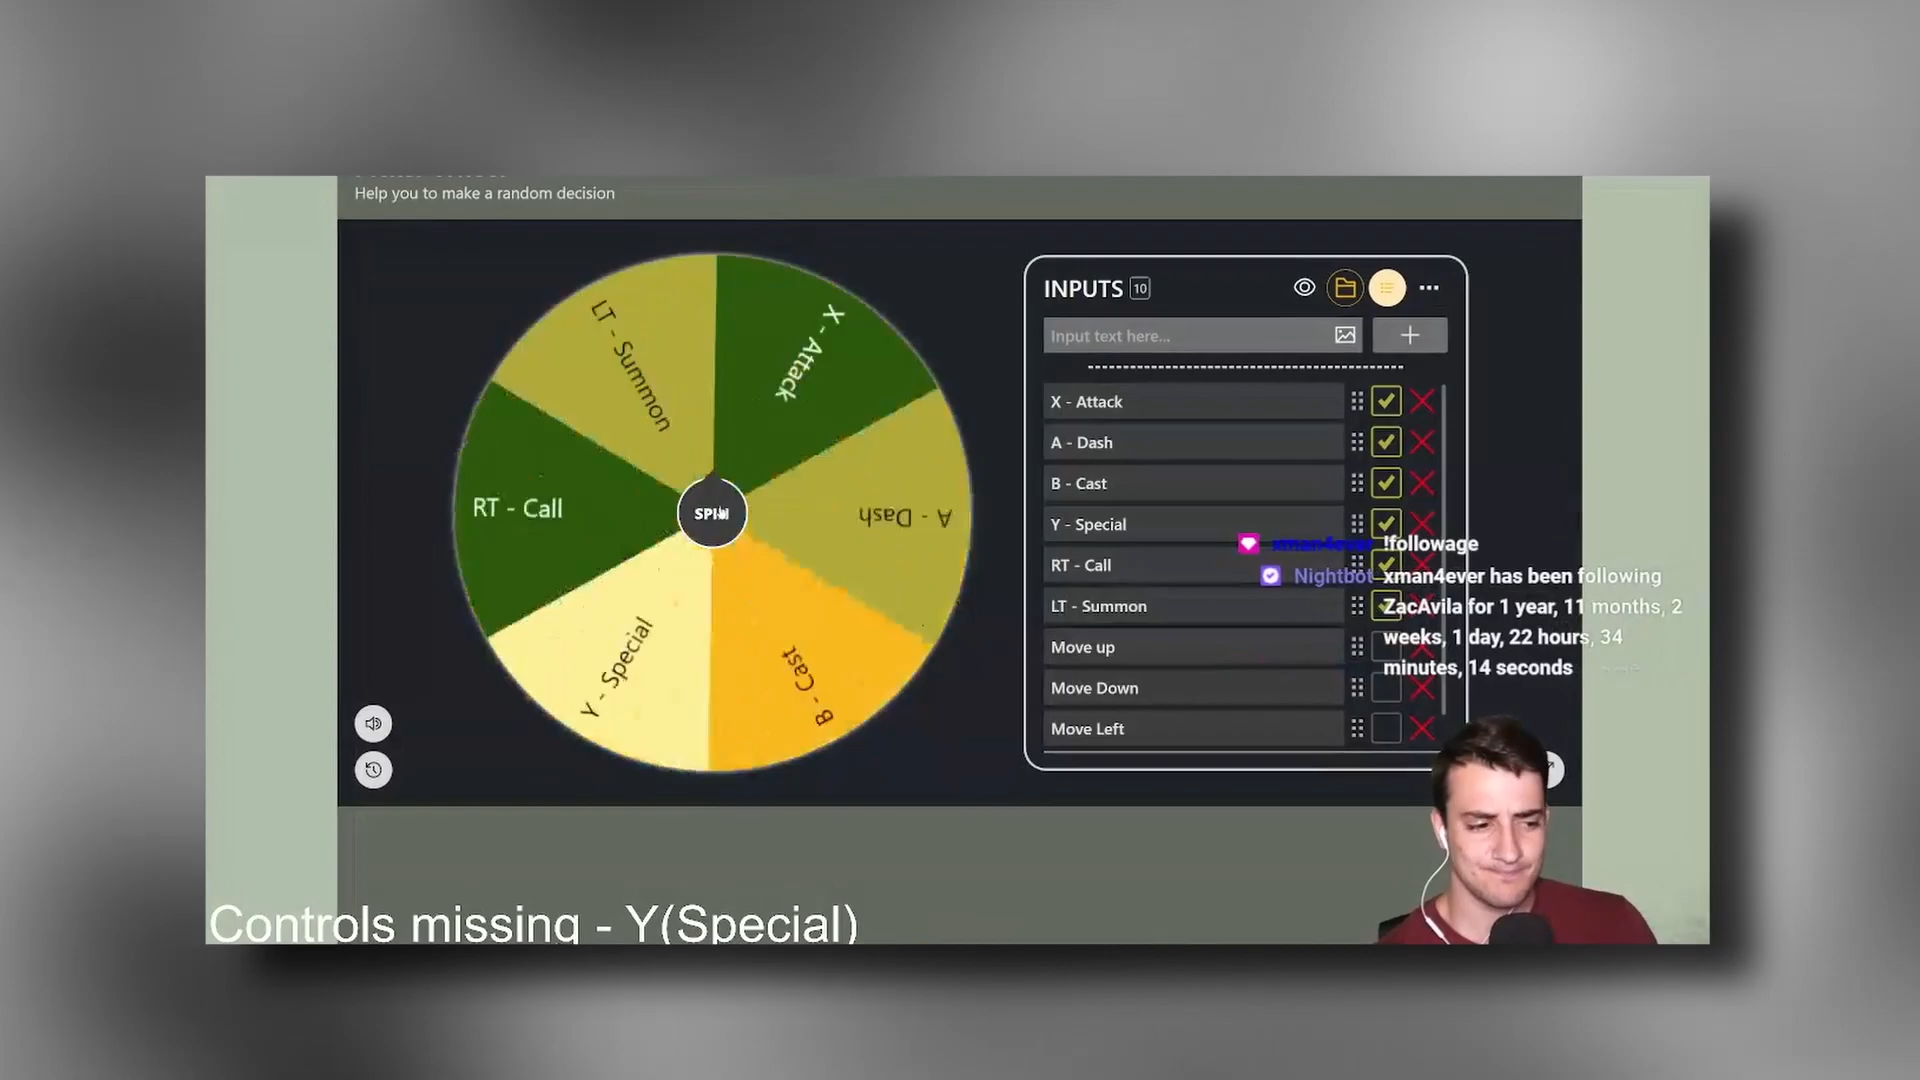 Help you to make a random decision
LT - Summon
X - Attack
RT - Call
A - Dash
Y - Special
B - Cast
INPUTS 10
Input text here...
X - Attack
A - Dash
B - Cast
Y - Special
RT - Call
LT - Summon
Move up
Move Down
Move Left
xman4ever !followage
Nightbot xman4ever has been following
ZacAvila for 1 year, 11 months, 2
weeks, 1 day, 22 hours, 34
minutes, 14 seconds
Controls missing - Y(Special)